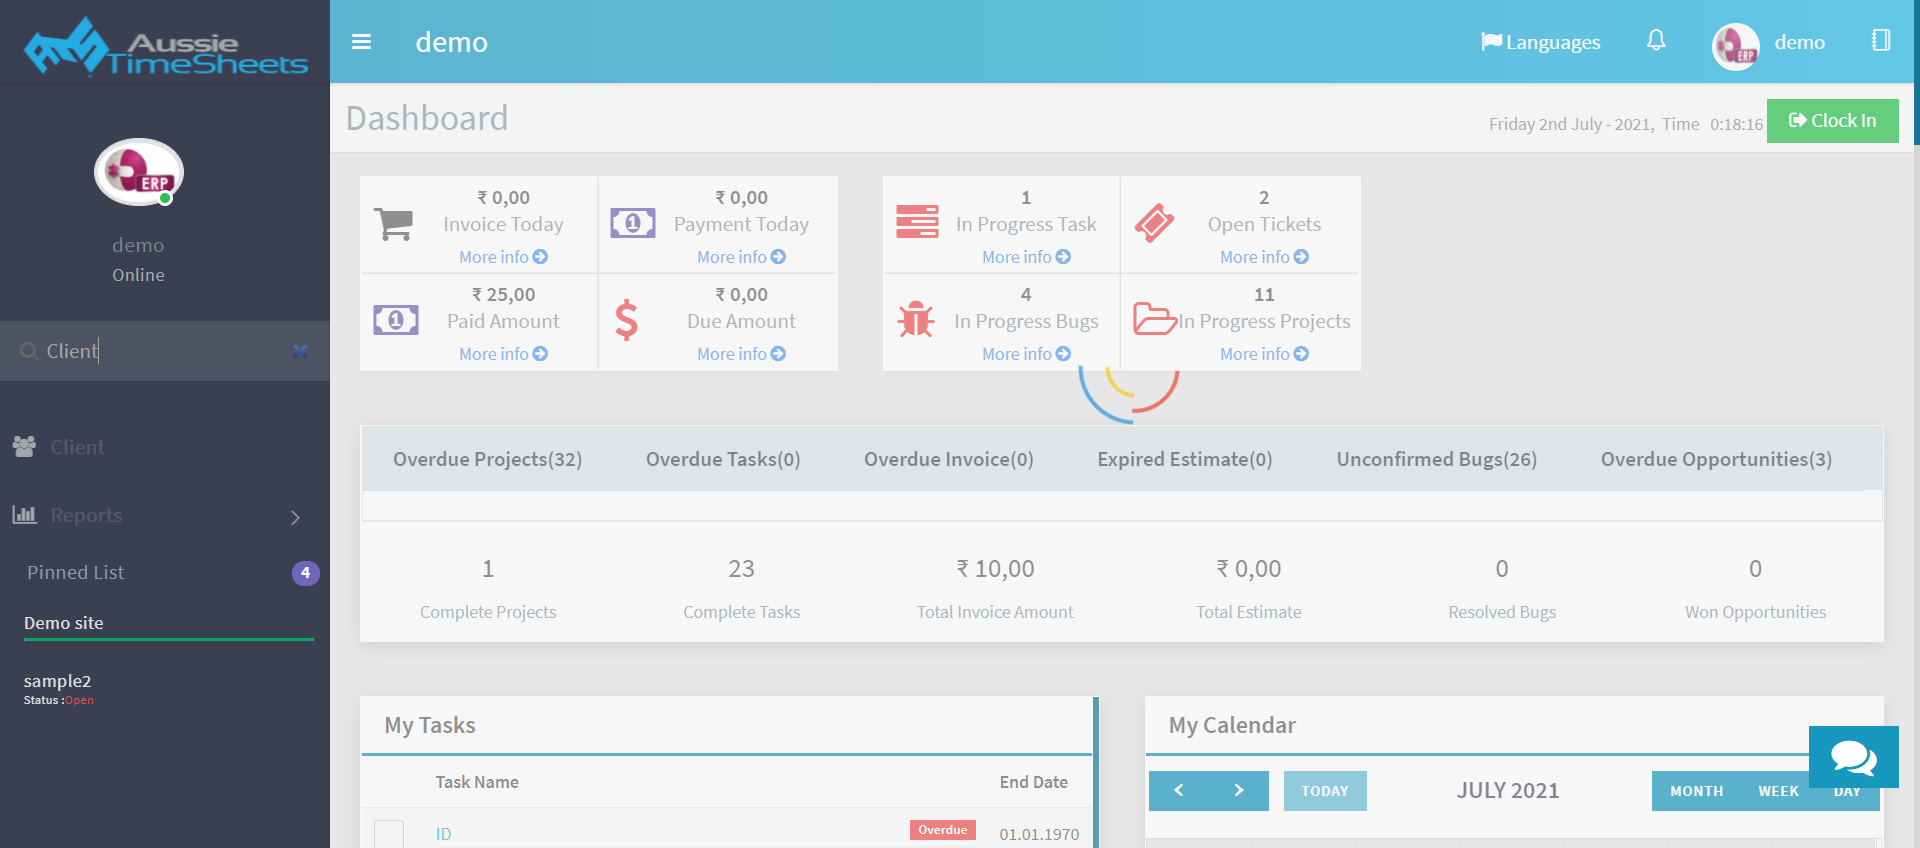 Aussie
TimeSheets
demo
Languages
demo
Dashboard
Friday 2nd July - 2021, Time 0:18:16
Clock In
ERP
demo
Online
Client
Client
Reports
Pinned List
4
Demo site
sample2
Status :Open
₹ 0,00
Invoice Today
More info
₹ 0,00
Payment Today
More info
₹ 25,00
Paid Amount
More info
₹ 0,00
Due Amount
More info
1
In Progress Task
More info
2
Open Tickets
More info
4
In Progress Bugs
More info
11
In Progress Projects
More info
Overdue Projects(32) Overdue Tasks(0) Overdue Invoice(0) Expired Estimate(0) Unconfirmed Bugs(26) Overdue Opportunities(3)
1 23 ₹ 10,00 ₹ 0,00 0 0
Complete Projects Complete Tasks Total Invoice Amount Total Estimate Resolved Bugs Won Opportunities
My Tasks
Task Name End Date
ID Overdue 01.01.1970
My Calendar
TODAY JULY 2021 MONTH WEEK DAY